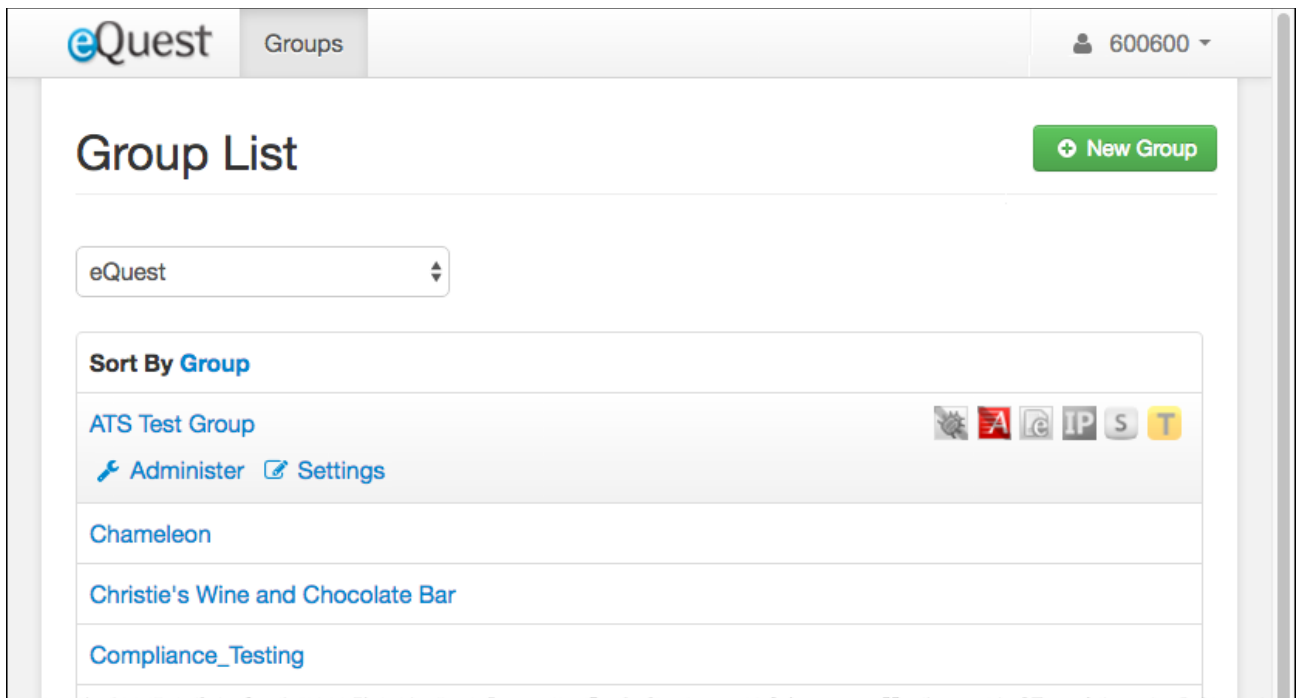 eQuest Groups 600600
Group List New Group
eQuest
Sort By Group
ATS Test Group A e IP S T
Administer Settings
Chameleon
Christie's Wine and Chocolate Bar
Compliance_Testing